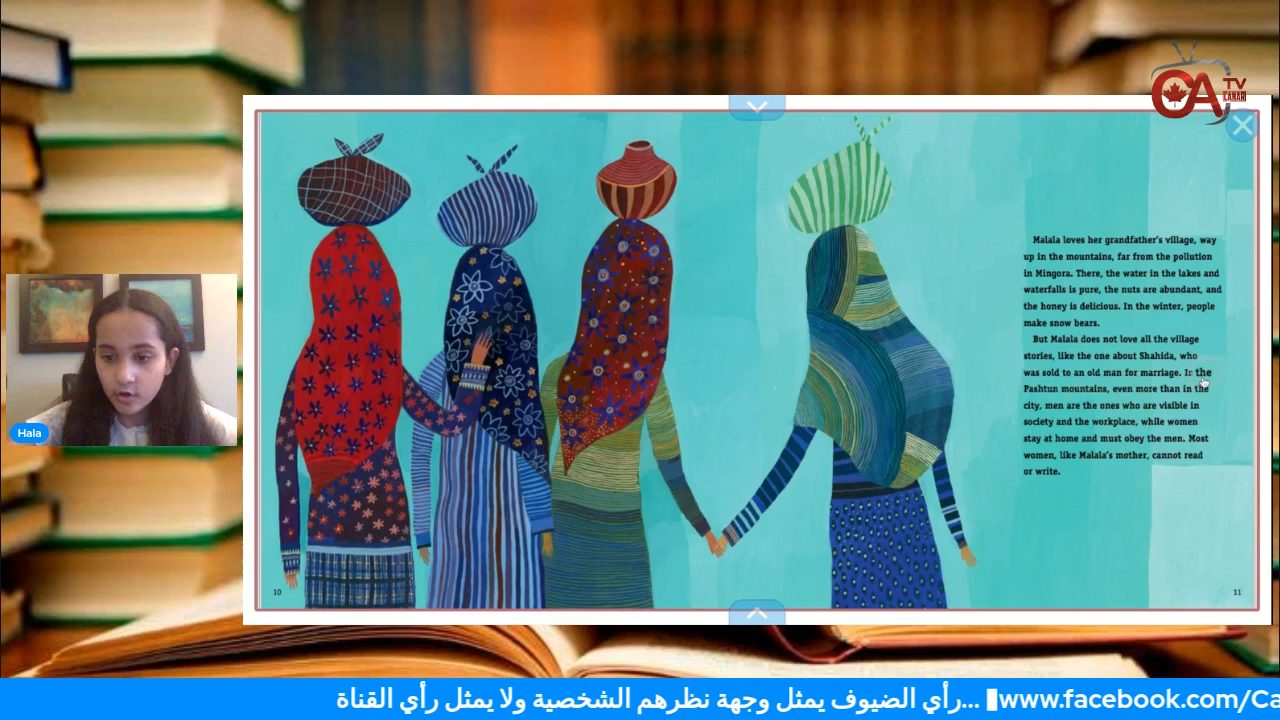 CA TV
CANARI
Malala loves her grandfather's village, way
up in the mountains, far from the pollution
in Mingora. There, the water in the lakes and
waterfalls is pure, the nuts are abundant, and
the honey is delicious. In the winter, people
make snow bears.
But Malala does not love all the village
stories, like the one about Shahida, who
was sold to an old man for marriage. In the
Pashtun mountains, even more than in the
city, men are the ones who are visible in
society and the workplace, while women
stay at home and must obey the men. Most
women, like Malala's mother, cannot read
or write.
Hala
10
11
رأي الضيوف يمثل وجهة نظرهم الشخصية ولا يمثل رأي القناة... www.facebook.com/Ca